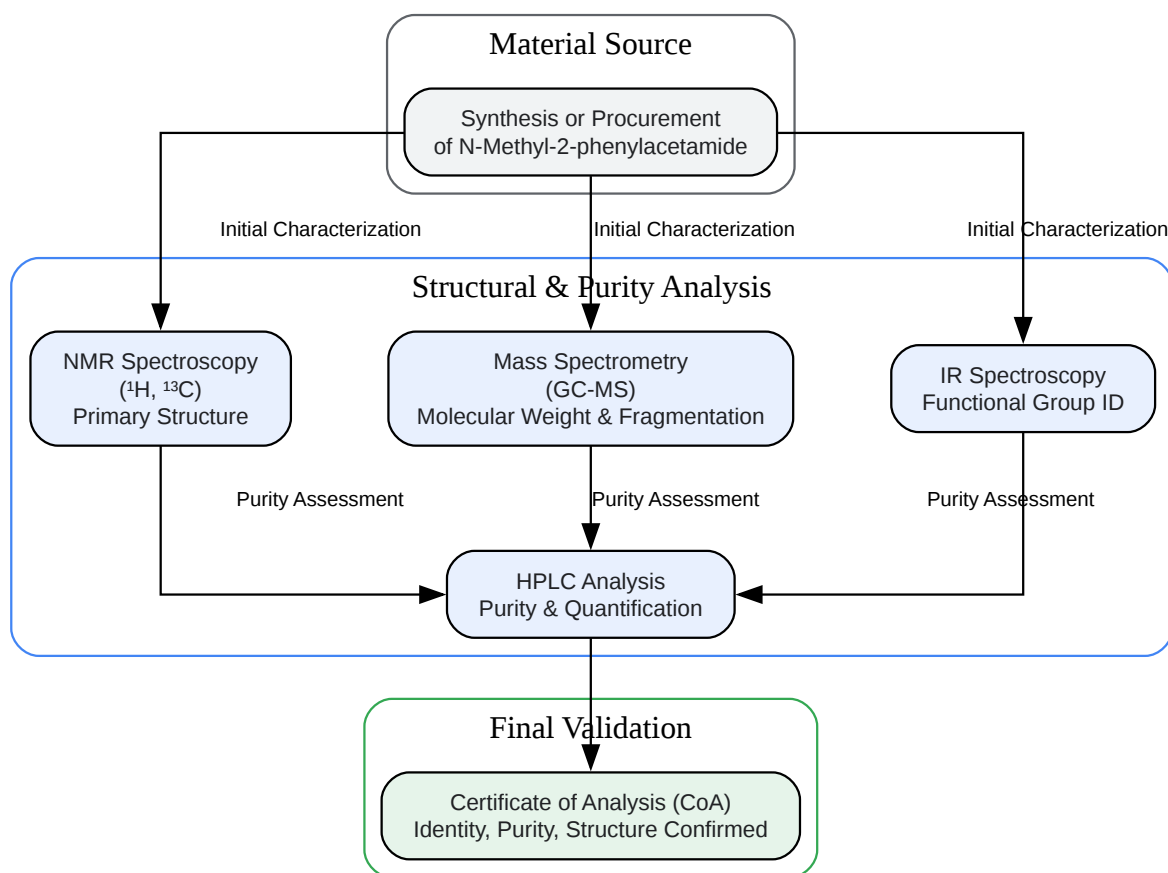 Material Source
Synthesis or Procurement
of N-Methyl-2-phenylacetamide
Initial Characterization
Initial Characterization
Initial Characterization
Structural & Purity Analysis
NMR Spectroscopy
(¹H, ¹³C)
Primary Structure
Mass Spectrometry
(GC-MS)
Molecular Weight & Fragmentation
IR Spectroscopy
Functional Group ID
Purity Assessment
Purity Assessment
Purity Assessment
HPLC Analysis
Purity & Quantification
Final Validation
Certificate of Analysis (CoA)
Identity, Purity, Structure Confirmed